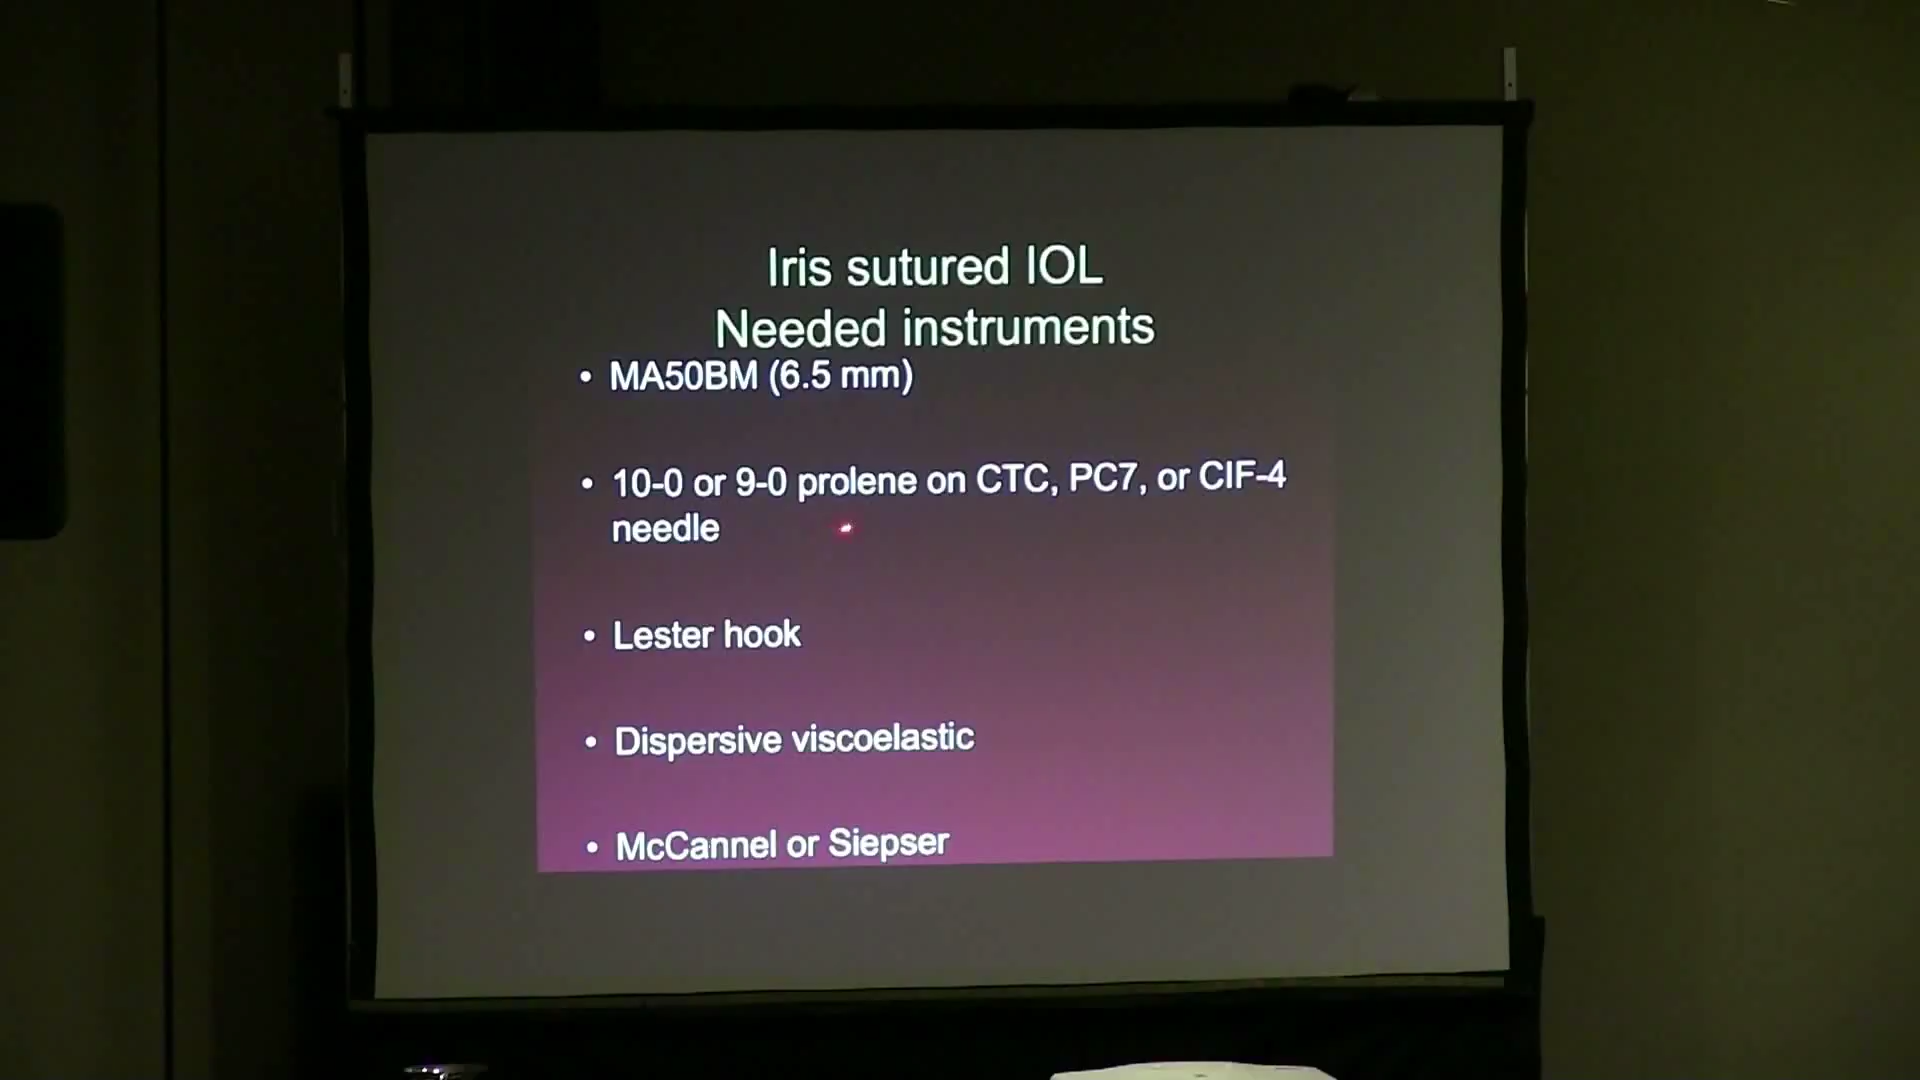 Iris sutured IOL
Needed instruments
• MA50BM (6.5 mm)
• 10-0 or 9-0 prolene on CTC, PC7, or CIF-4
needle
• Lester hook
• Dispersive viscoelastic
• McCannel or Siepser